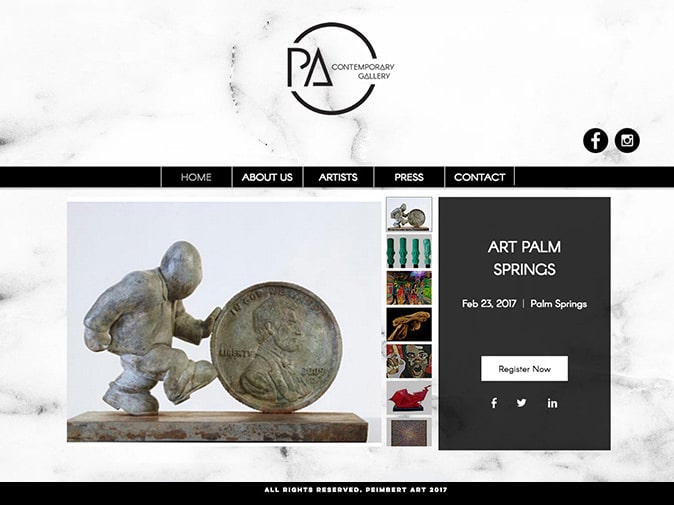 PA CONTEMPORARY
GALLERY
HOME ABOUT US ARTISTS PRESS CONTACT
IN GOD WE TRUST
LIBERTY
2009
ART PALM
SPRINGS
Feb 23, 2017 | Palm Springs
Register Now
ALL RIGHTS RESERVED, PEIMBERT ART 2017